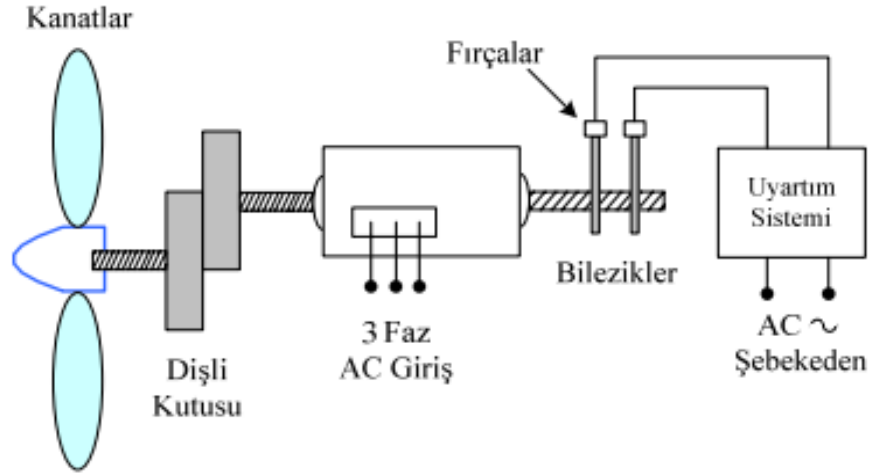 Kanatlar
Fırçalar
Uyartım
Sistemi
Bilezikler
3 Faz
AC Giriş
AC ~
Şebekeden
Dişli
Kutusu